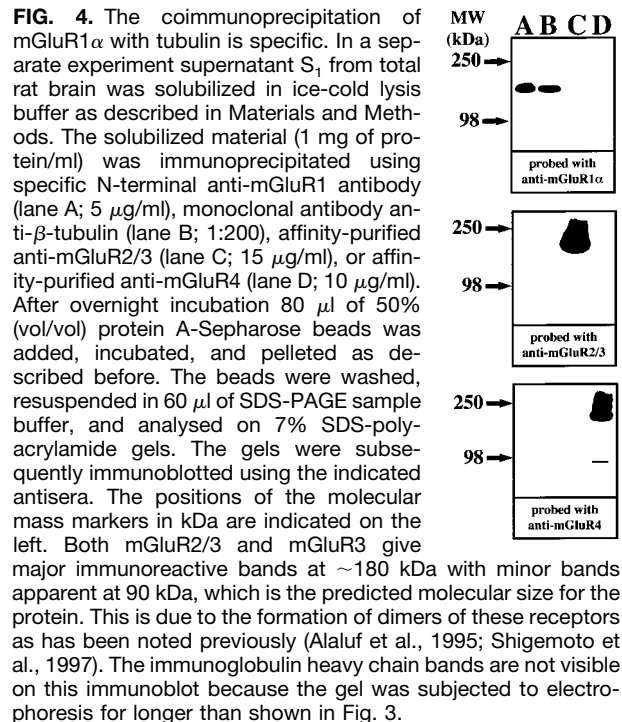 FIG. 4. The coimmunoprecipitation of
mGluR1α with tubulin is specific. In a sep-
arate experiment supernatant S₁ from total
rat brain was solubilized in ice-cold lysis
buffer as described in Materials and Meth-
ods. The solubilized material (1 mg of pro-
tein/ml) was immunoprecipitated using
specific N-terminal anti-mGluR1 antibody
(lane A; 5 μg/ml), monoclonal antibody an-
ti-β-tubulin (lane B; 1:200), affinity-purified
anti-mGluR2/3 (lane C; 15 μg/ml), or affin-
ity-purified anti-mGluR4 (lane D; 10 μg/ml).
After overnight incubation 80 μl of 50%
(vol/vol) protein A-Sepharose beads was
added, incubated, and pelleted as de-
scribed before. The beads were washed,
resuspended in 60 μl of SDS-PAGE sample
buffer, and analysed on 7% SDS-poly-
acrylamide gels. The gels were subse-
quently immunoblotted using the indicated
antisera. The positions of the molecular
mass markers in kDa are indicated on the
left. Both mGluR2/3 and mGluR3 give
major immunoreactive bands at ~180 kDa with minor bands
apparent at 90 kDa, which is the predicted molecular size for the
protein. This is due to the formation of dimers of these receptors
as has been noted previously (Alaluf et al., 1995; Shigemoto et
al., 1997). The immunoglobulin heavy chain bands are not visible
on this immunoblot because the gel was subjected to electro-
phoresis for longer than shown in Fig. 3.
MW
(kDa)
A B C D
250
98
probed with
anti-mGluR1α
250
98
probed with
anti-mGluR2/3
250
98
probed with
anti-mGluR4